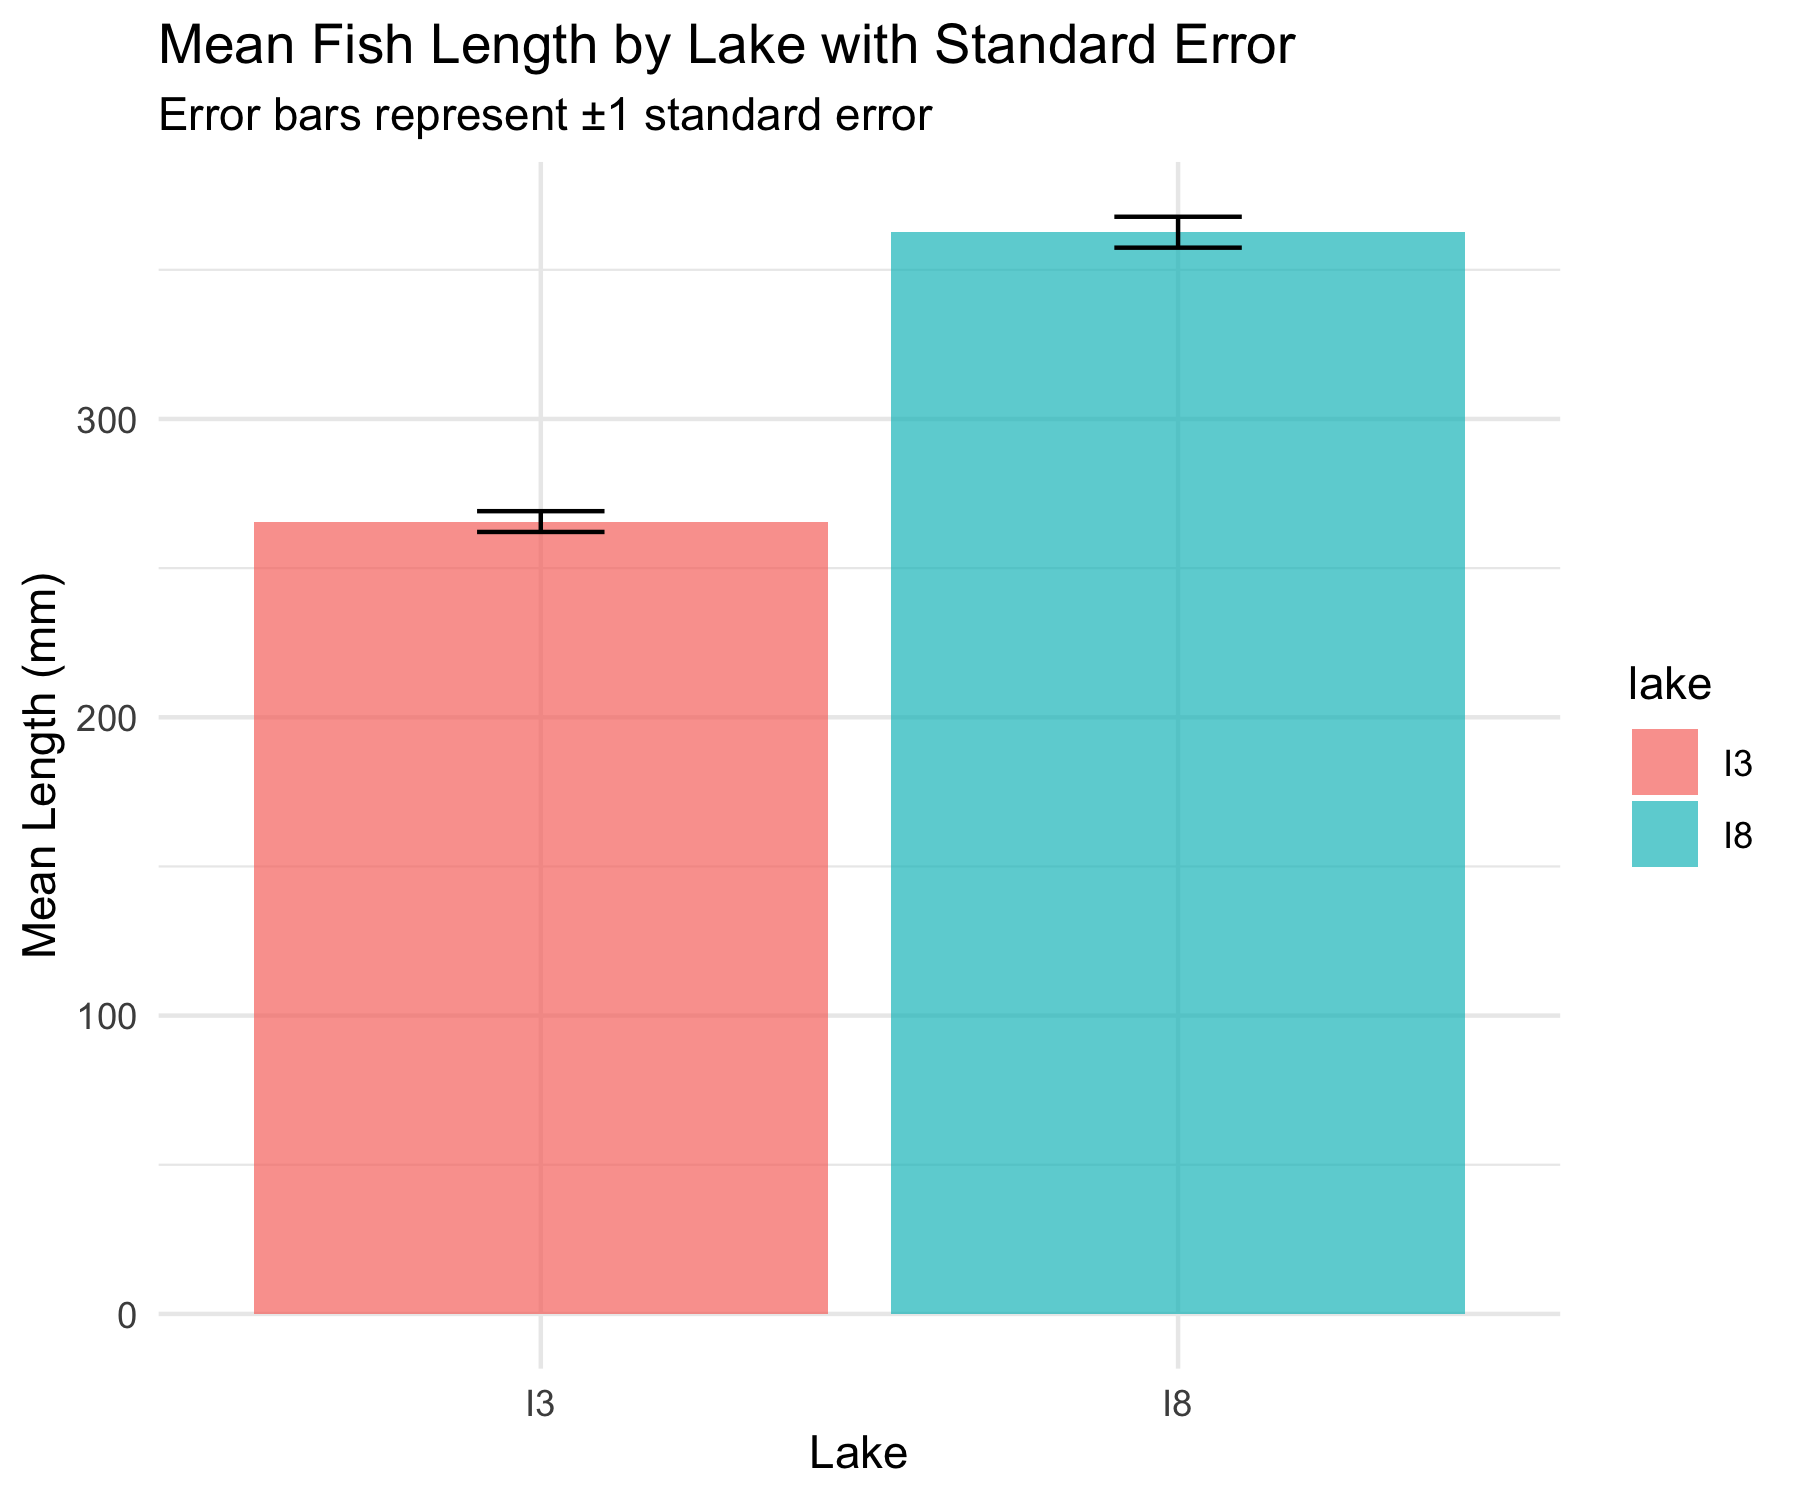 Mean Fish Length by Lake with Standard Error
Error bars represent ±1 standard error
Mean Length (mm)
300
200
100
0
I3
I8
Lake
lake
I3
I8